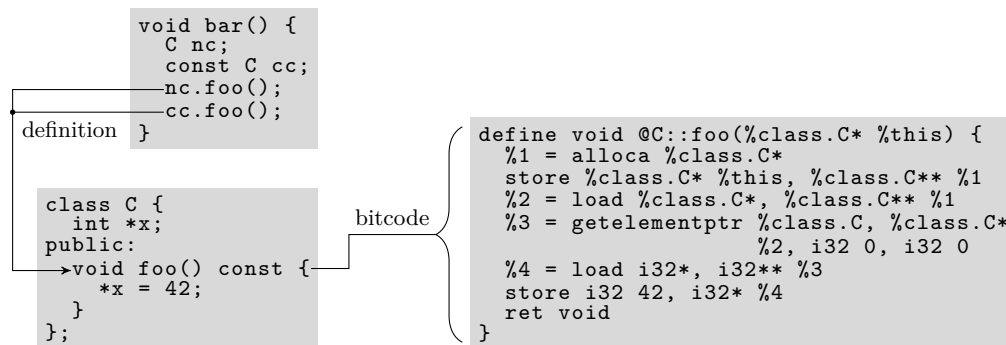 void bar() {
C nc;
const C cc;
nc.foo();
cc.foo();
}
definition
class C {
int *x;
public:
void foo() const {
*x = 42;
}
};
bitcode
define void @C::foo(%class.C* %this) {
%1 = alloca %class.C*
store %class.C* %this, %class.C** %1
%2 = load %class.C*, %class.C** %1
%3 = getelementptr %class.C, %class.C*
%2, i32 0, i32 0
%4 = load i32*, i32** %3
store i32 42, i32* %4
ret void
}